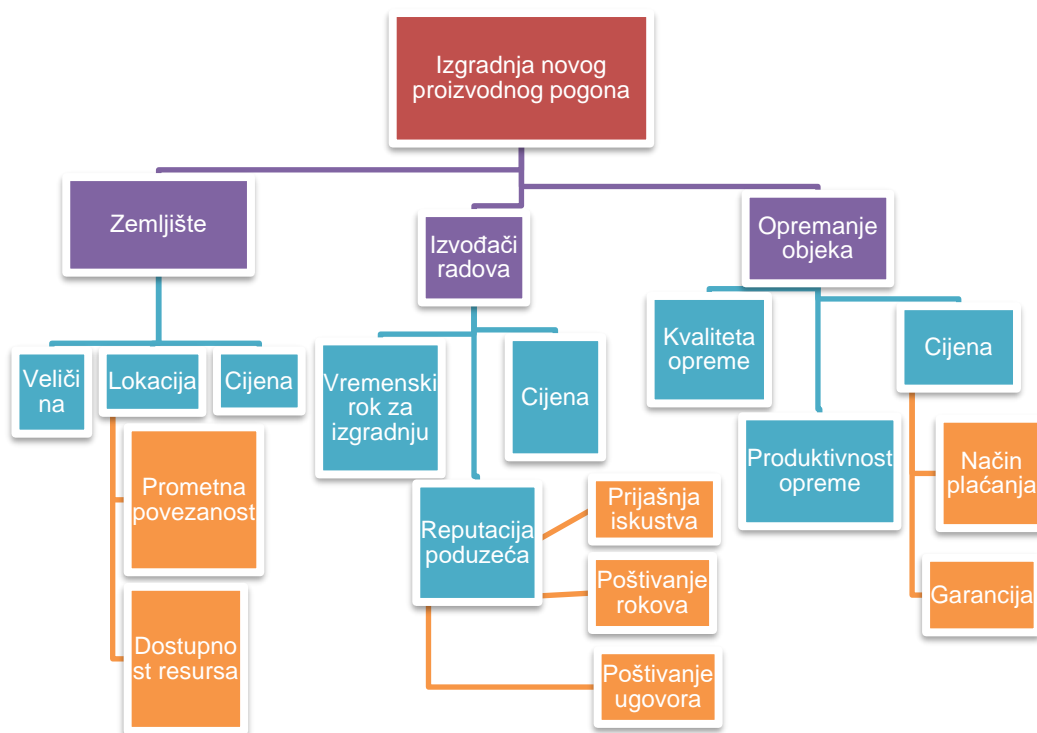 Izgradnja novog
proizvodnog pogona
Zemljište
Izvođači
radova
Opremanje
objeka
Veliči
na
Lokacija
Cijena
Vremenski
rok za
izgradnju
Cijena
Kvaliteta
opreme
Cijena
Prometna
povezanost
Reputacija
poduzeća
Prijašnja
iskustva
Produktivnost
opreme
Način
plaćanja
Poštivanje
rokova
Garancija
Dostupno
st resursa
Poštivanje
ugovora